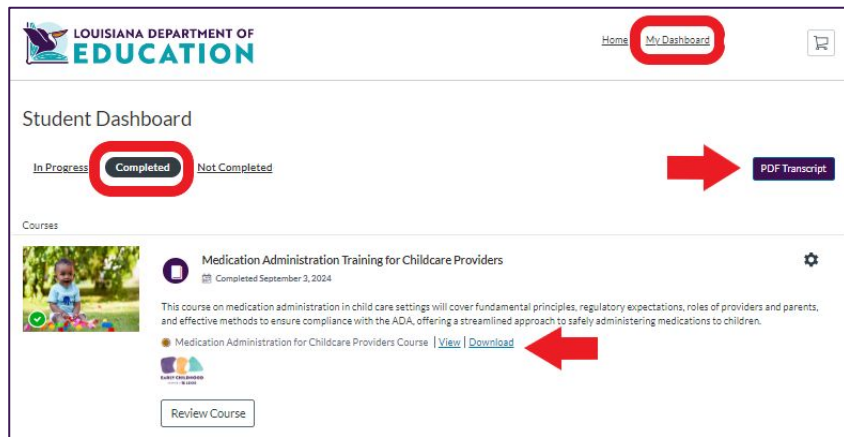 LOUISIANA DEPARTMENT OF
EDUCATION
Home My Dashboard
Student Dashboard
In Progress Completed Not Completed
PDF Transcript
Courses
Medication Administration Training for Childcare Providers
Completed September 3, 2024
This course on medication administration in child care settings will cover fundamental principles, regulatory expectations, roles of providers and parents,
and effective methods to ensure compliance with the ADA, offering a streamlined approach to safely administering medications to children.
Medication Administration for Childcare Providers Course | View | Download
EARLY CHILDHOOD
Review Course